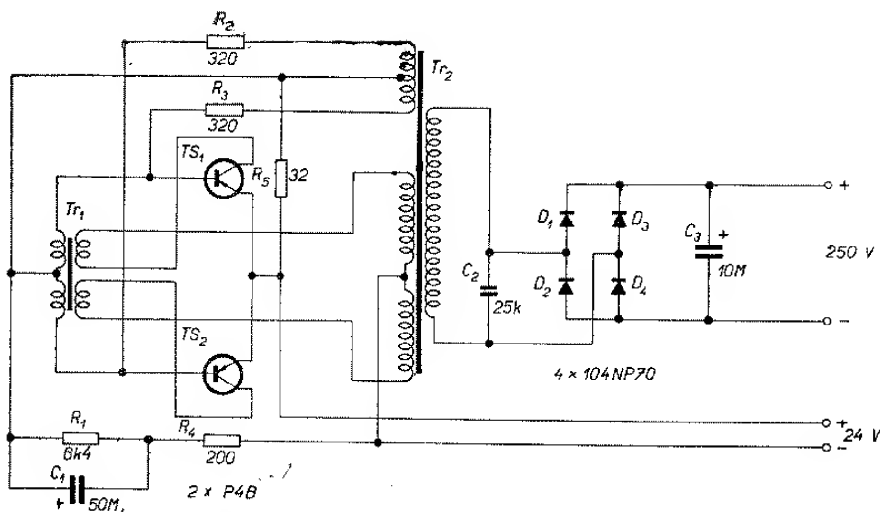 R2
320
Tr2
R3
320
TS1
R5
32
Tr1
D1
D3
C3
+
+
250 V
10M
D2
D4
C2
25k
-
TS2
4 × 104NP70
+
24 V
-
R1
6k4
R4
200
C1
+
50M
2 × P4B